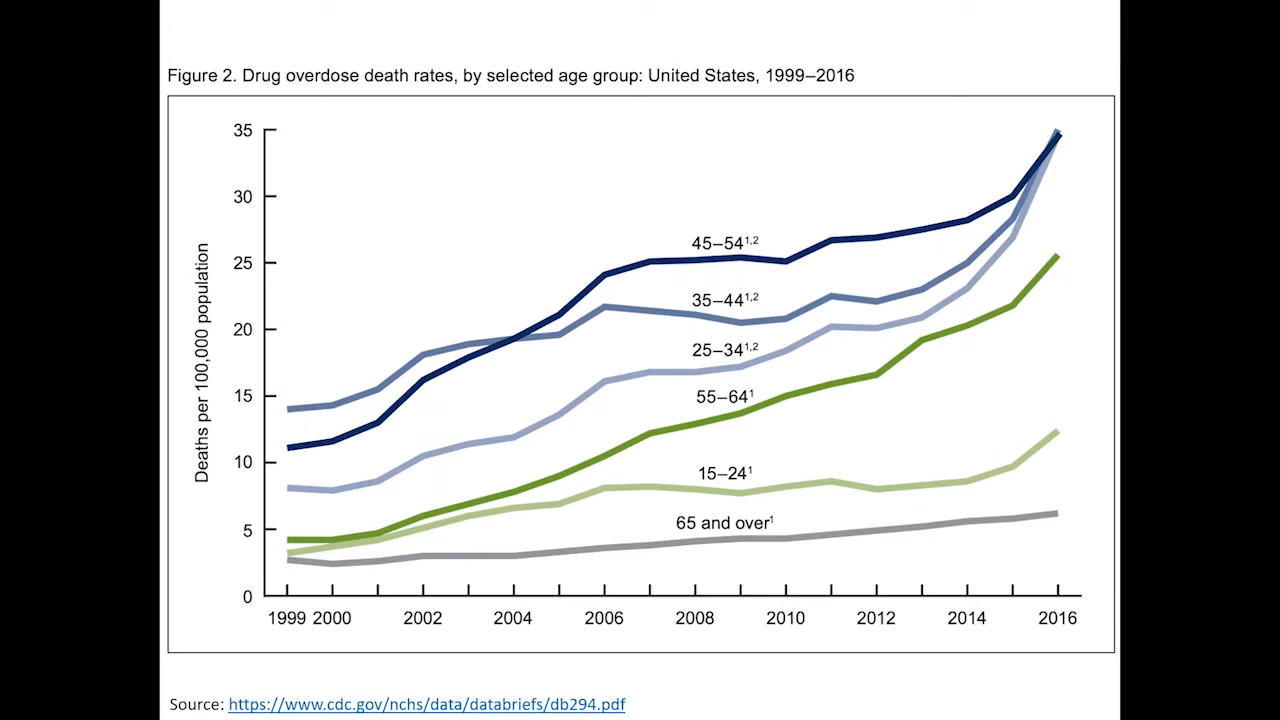 Figure 2. Drug overdose death rates, by selected age group: United States, 1999–2016
35
30
25
20
15
10
5
0
Deaths per 100,000 population
45–54¹,²
35–44¹,²
25–34¹,²
55–64¹
15–24¹
65 and over¹
1999 2000 2002 2004 2006 2008 2010 2012 2014 2016
Source: https://www.cdc.gov/nchs/data/databriefs/db294.pdf